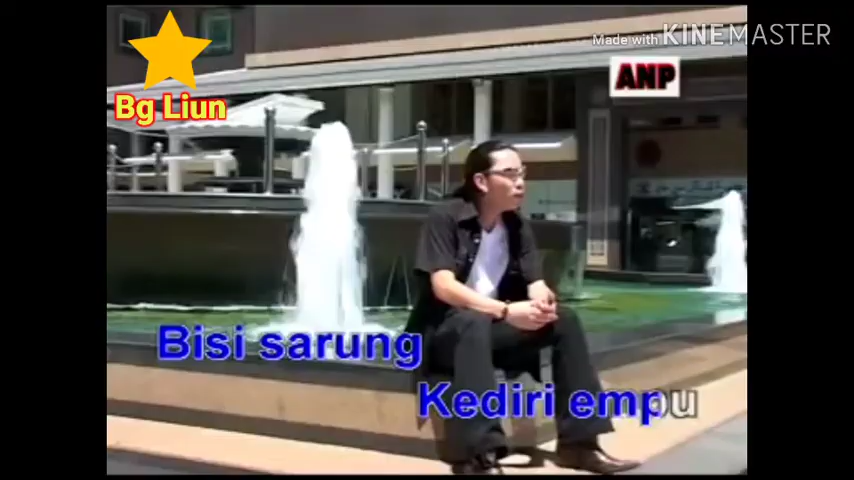 Made with KINEMASTER
ANP
Bg Liun
Bisi sarung
Kediri empu